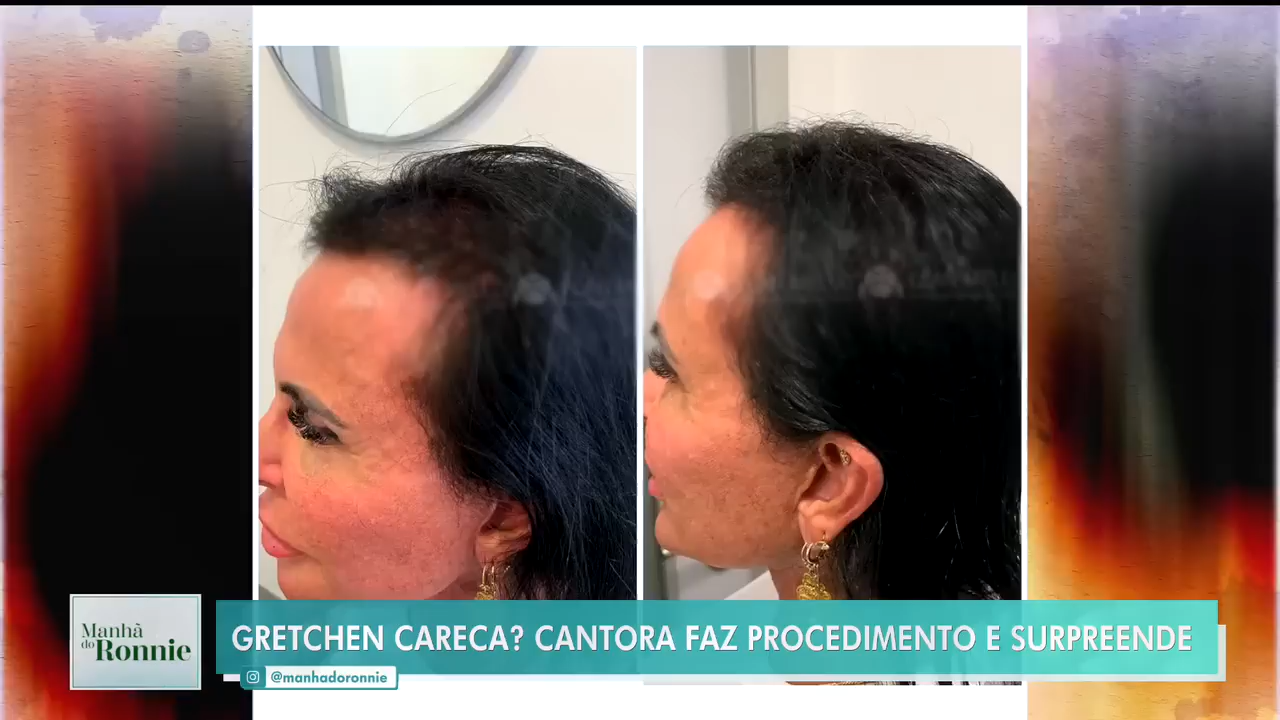 Manhã
do Ronnie
GRETCHEN CARECA? CANTORA FAZ PROCEDIMENTO E SURPREENDE
@manhadoronnie